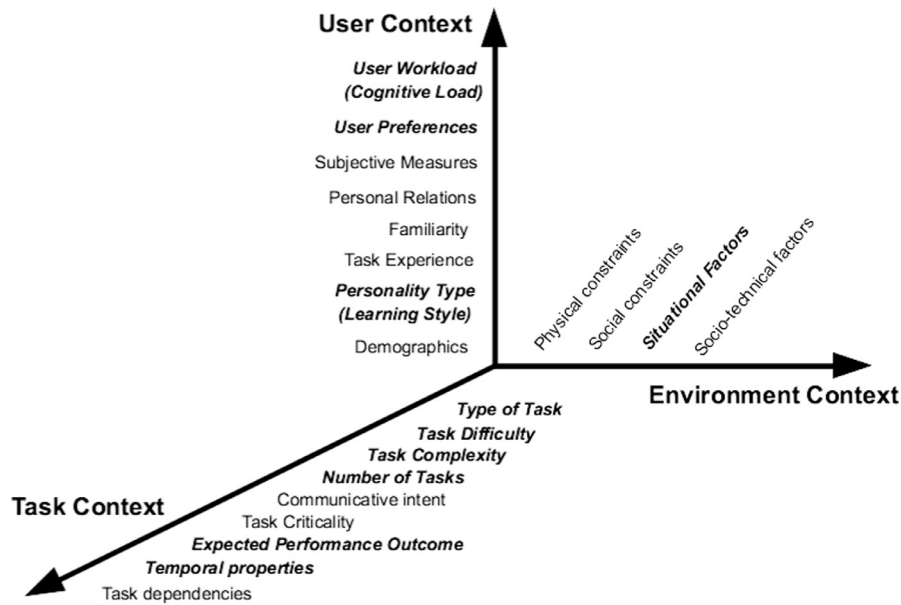 User Context
User Workload
(Cognitive Load)
User Preferences
Subjective Measures
Personal Relations
Familiarity
Task Experience
Personality Type
(Learning Style)
Demographics
Physical constraints
Social constraints
Situational Factors
Socio-technical factors
Environment Context
Type of Task
Task Difficulty
Task Complexity
Number of Tasks
Communicative intent
Task Criticality
Expected Performance Outcome
Temporal properties
Task dependencies
Task Context